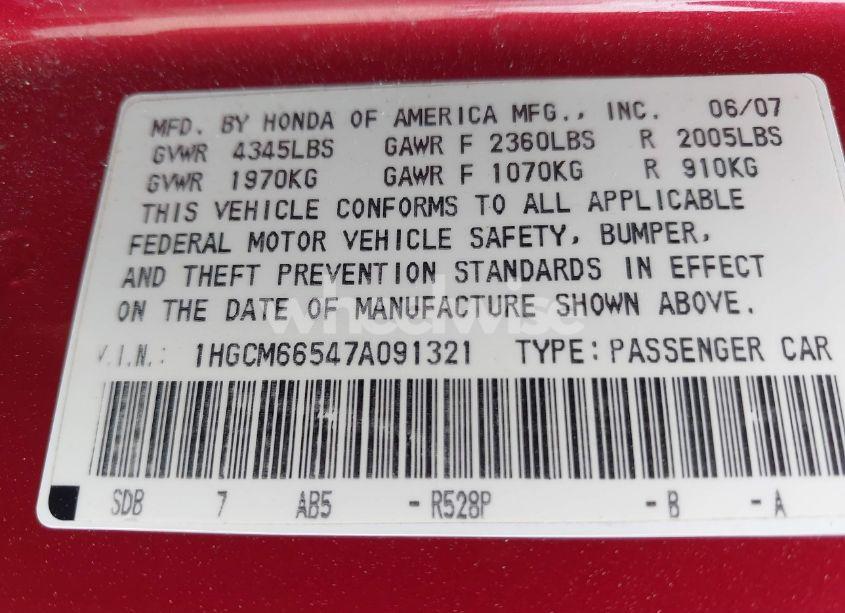 MFD. BY HONDA OF AMERICA MFG., INC. 06/07
GVWR 4345LBS GAWR F 2360LBS R 2005LBS
GVWR 1970KG GAWR F 1070KG R 910KG
THIS VEHICLE CONFORMS TO ALL APPLICABLE
FEDERAL MOTOR VEHICLE SAFETY, BUMPER,
AND THEFT PREVENTION STANDARDS IN EFFECT
ON THE DATE OF MANUFACTURE SHOWN ABOVE.
wheelwise
V.I.N.: 1HGCM66547A091321 TYPE: PASSENGER CAR
SDB 7 AB5 - R528P - B - A